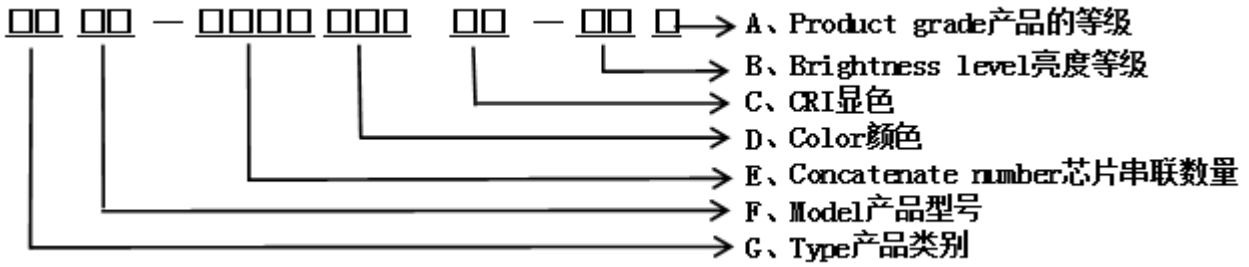 □□ □□-□□□□ □□□ □□-□□ □
A、Product grade产品的等级
B、Brightness level亮度等级
C、CRI显色
D、Color颜色
E、Concatenate number芯片串联数量
F、Model产品型号
G、Type产品类别